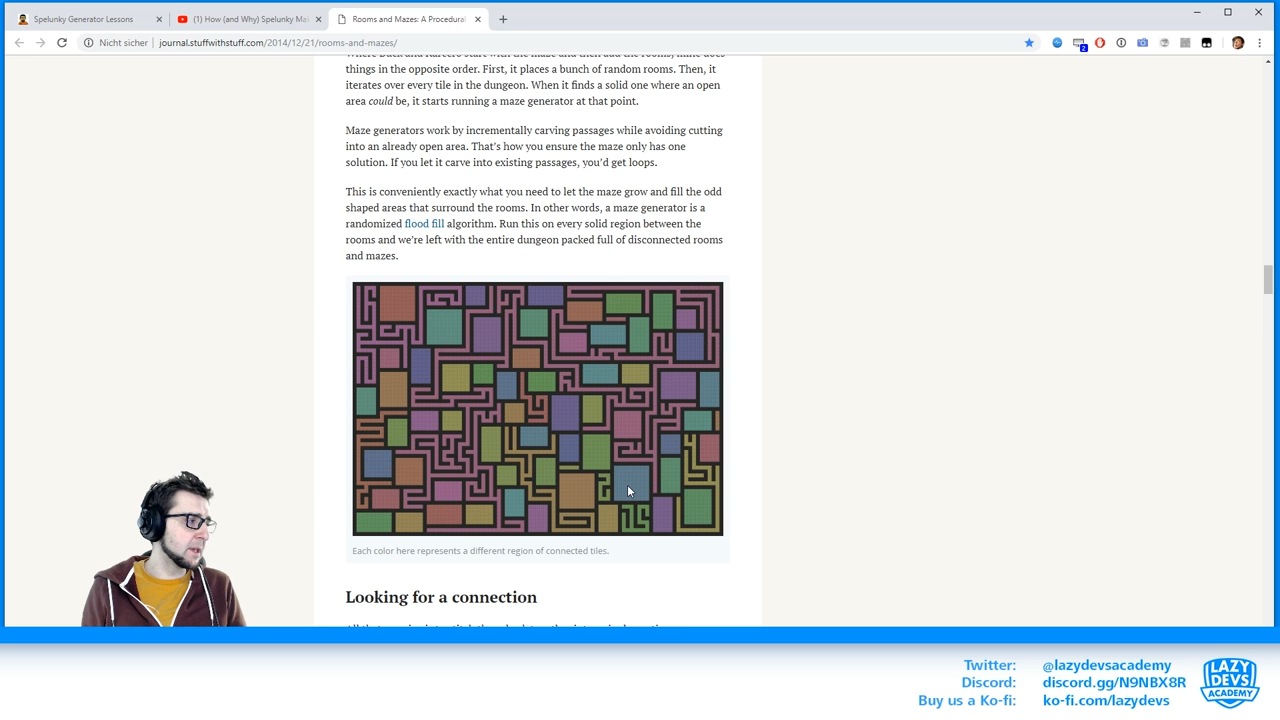 Spelunky Generator Lessons
(1) How (and Why) Spelunky Ma
Rooms and Mazes: A Procedural
Nicht sicher
journal.stuffwithstuff.com/2014/12/21/rooms-and-mazes/
2
things in the opposite order. First, it places a bunch of random rooms. Then, it
iterates over every tile in the dungeon. When it finds a solid one where an open
area could be, it starts running a maze generator at that point.
Maze generators work by incrementally carving passages while avoiding cutting
into an already open area. That's how you ensure the maze only has one
solution. If you let it carve into existing passages, you'd get loops.
This is conveniently exactly what you need to let the maze grow and fill the odd
shaped areas that surround the rooms. In other words, a maze generator is a
randomized flood fill algorithm. Run this on every solid region between the
rooms and we're left with the entire dungeon packed full of disconnected rooms
and mazes.
Each color here represents a different region of connected tiles.
Looking for a connection
Twitter: @lazydevsacademy
Discord: discord.gg/N9NBX8R
Buy us a Ko-fi: ko-fi.com/lazydevs
LAZY
DEVS
ACADEMY